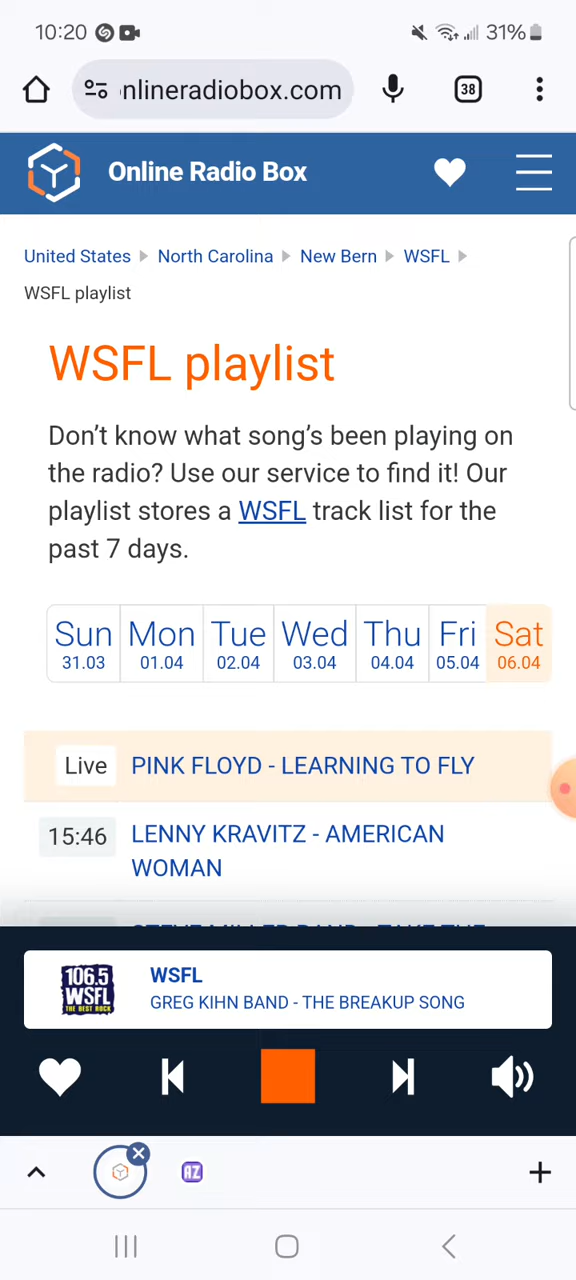 10:20
31%
nlineradiobox.com
38
Online Radio Box
United States North Carolina New Bern WSFL
WSFL playlist
WSFL playlist
Don’t know what song’s been playing on
the radio? Use our service to find it! Our
playlist stores a WSFL track list for the
past 7 days.
Sun Mon Tue Wed Thu Fri Sat
31.03 01.04 02.04 03.04 04.04 05.04 06.04
Live PINK FLOYD - LEARNING TO FLY
15:46 LENNY KRAVITZ - AMERICAN
WOMAN
106.5
WSFL
THE BEST ROCK
WSFL
GREG KIHN BAND - THE BREAKUP SONG
AZ